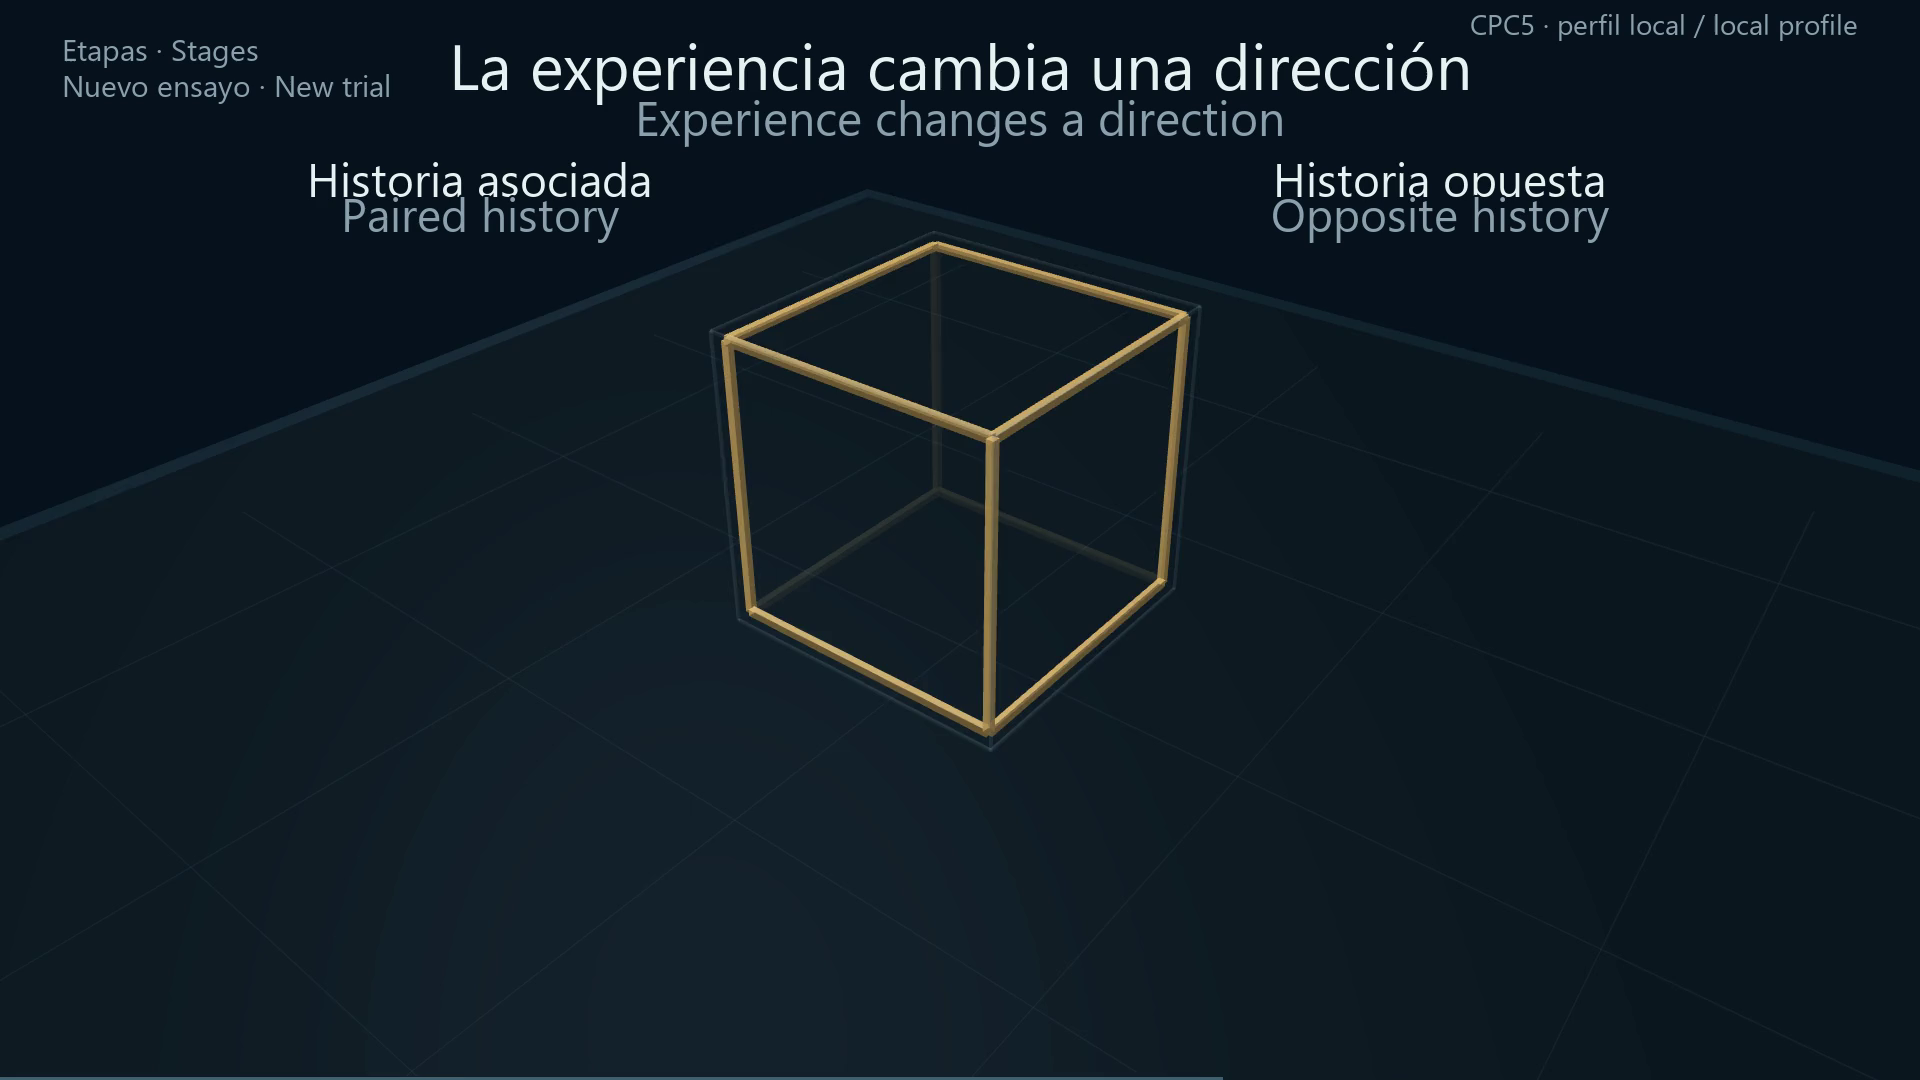 CPC5 · perfil local / local profile
Etapas · Stages
Nuevo ensayo · New trial
La experiencia cambia una dirección
Experience changes a direction
Historia asociada
Paired history
Historia opuesta
Opposite history